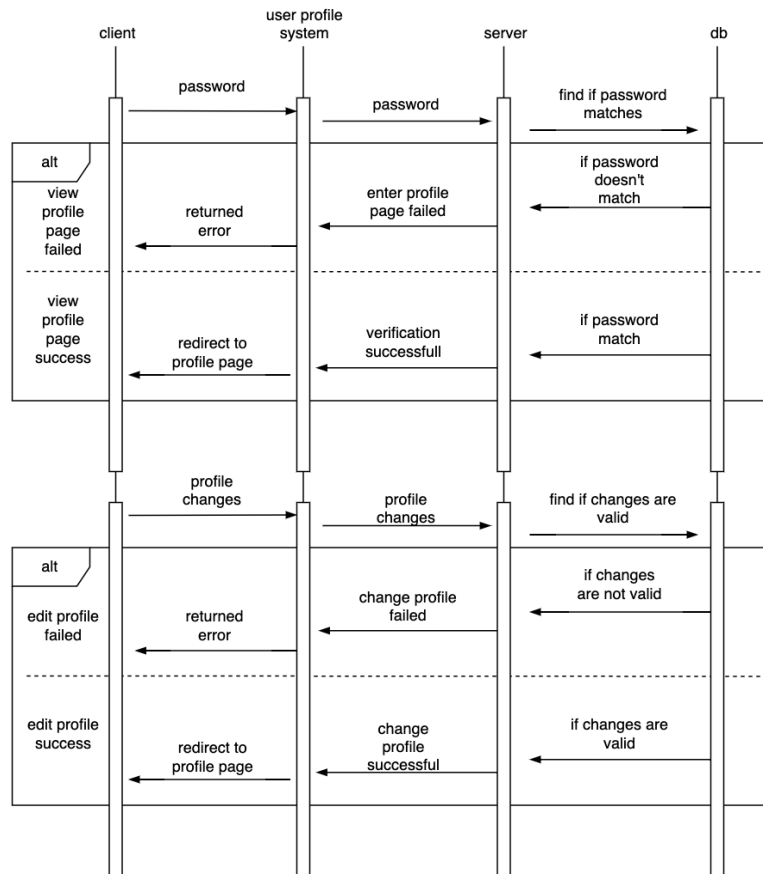 client
user profile
system
server
db
password
password
find if password
matches
alt
view
profile
page
failed
returned
error
enter profile
page failed
if password
doesn't
match
view
profile
page
success
redirect to
profile page
verification
successfull
if password
match
profile
changes
profile
changes
find if changes are
valid
alt
edit profile
failed
returned
error
change profile
failed
if changes
are not valid
edit profile
success
redirect to
profile page
change
profile
successful
if changes are
valid